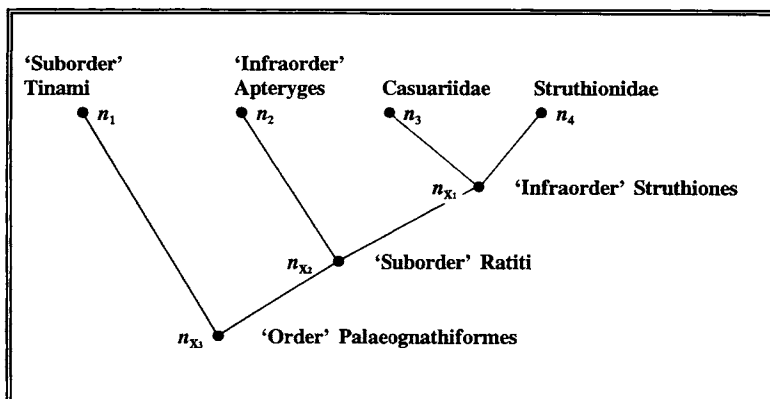 ‘Suborder’ ‘Infraorder’
Tinami Apteryges Casuariidae Struthionidae
n1 n2 n3 n4
nX1 ‘Infraorder’ Struthiones
nX2 ‘Suborder’ Ratiti
nX3 ‘Order’ Palaeognathiformes